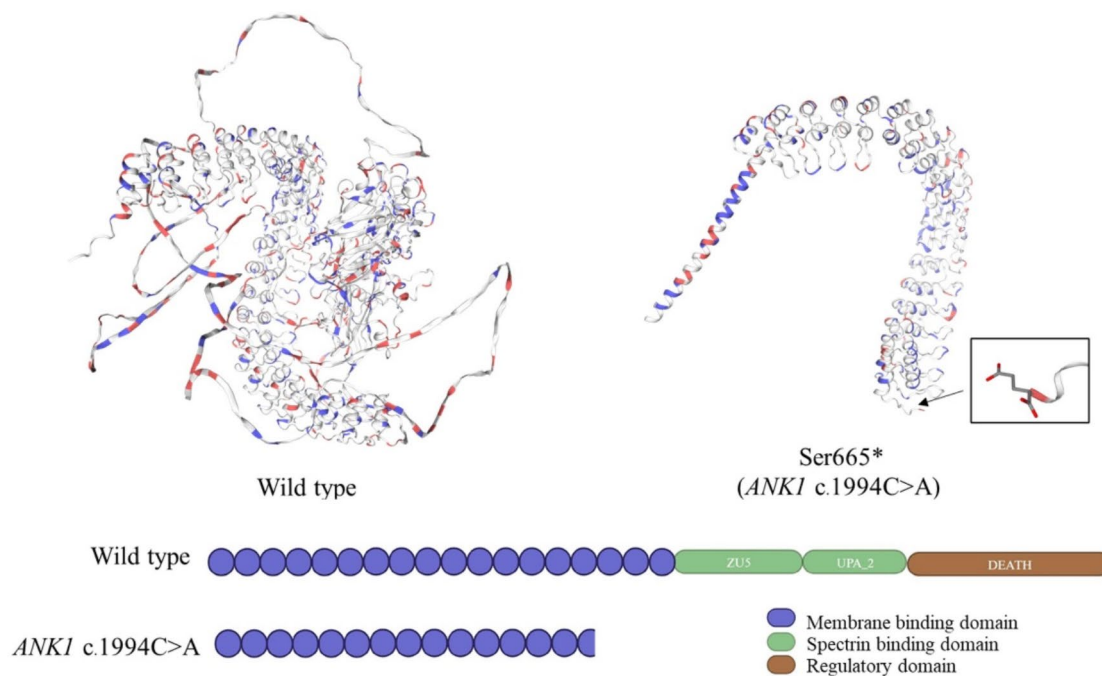 Wild type
Ser665*
(ANK1 c.1994C>A)
Wild type
ZU5
UPA_2
DEATH
ANK1 c.1994C>A
Membrane binding domain
Spectrin binding domain
Regulatory domain